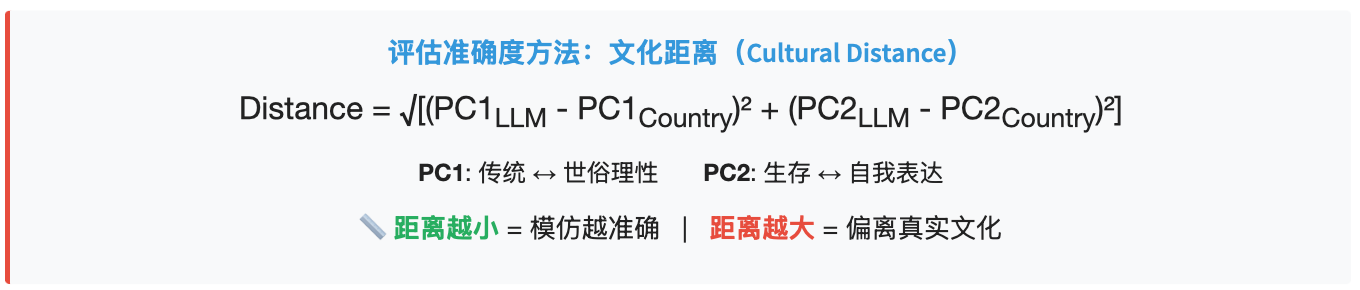 评估准确度方法：文化距离（Cultural Distance）
Distance = √[(PC1LLM - PC1Country)² + (PC2LLM - PC2Country)²]
PC1: 传统 ↔ 世俗理性 PC2: 生存 ↔ 自我表达
📏 距离越小 = 模仿越准确 | 距离越大 = 偏离真实文化